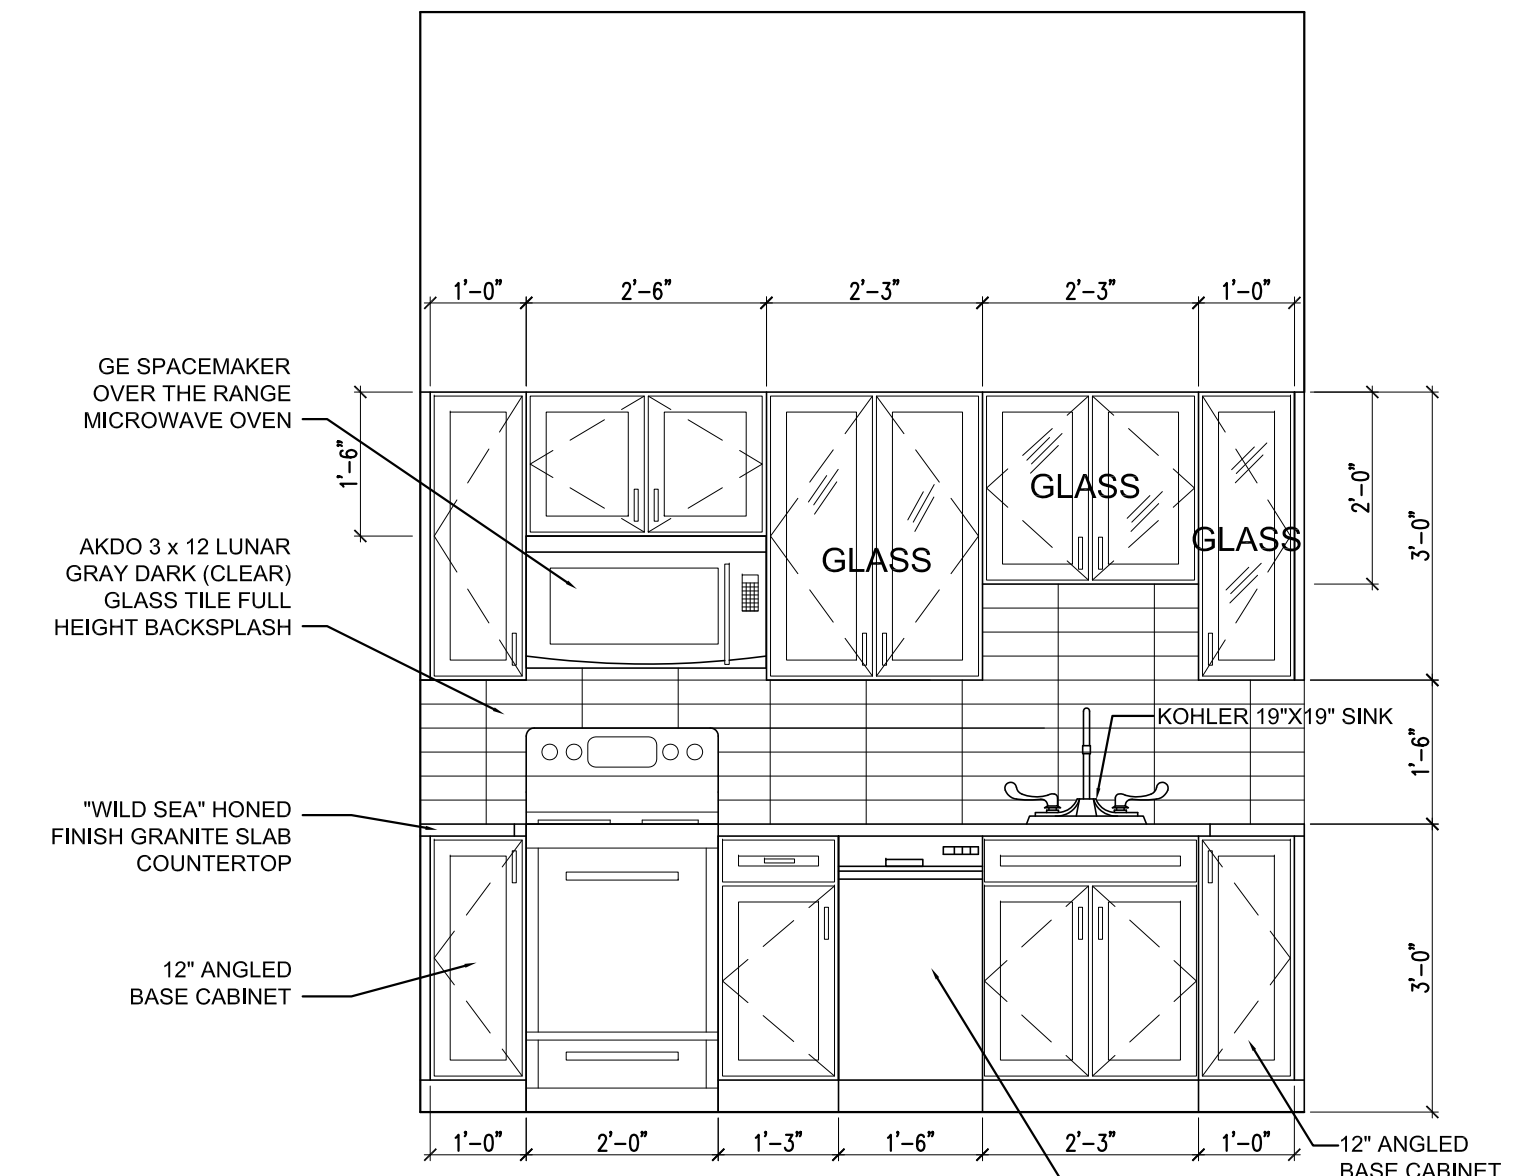 1'-0" 2'-6" 2'-3" 2'-3" 1'-0"
GE SPACEMAKER
OVER THE RANGE
MICROWAVE OVEN
1'-6"
AKDO 3 x 12 LUNAR
GRAY DARK (CLEAR)
GLASS TILE FULL
HEIGHT BACKSPLASH
GLASS
GLASS
GLASS
2'-0"
3'-0"
KOHLER 19"X19" SINK
1'-6"
"WILD SEA" HONED
FINISH GRANITE SLAB
COUNTERTOP
12" ANGLED
BASE CABINET
3'-0"
1'-0" 2'-0" 1'-3" 1'-6" 2'-3" 1'-0"
12" ANGLED
BASE CABINET